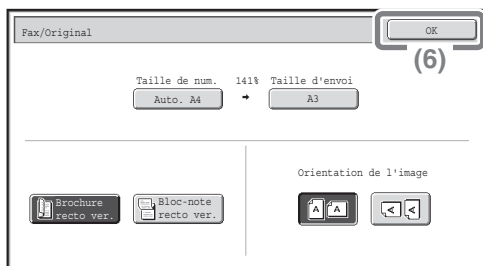 Fax/Original
OK
(6)
Taille de num. 141% Taille d'envoi
Auto. A4
A3
Brochure
recto ver.
Bloc-note
recto ver.
Orientation de l'image
A A
A A